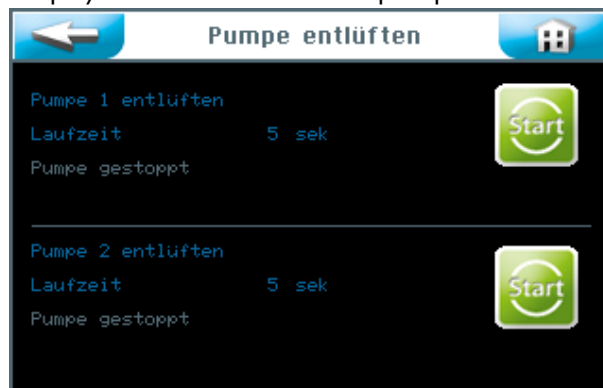 Pumpe entlüften
Pumpe 1 entlüften
Laufzeit 5 sek
Start
Pumpe gestoppt
Pumpe 2 entlüften
Laufzeit 5 sek
Start
Pumpe gestoppt